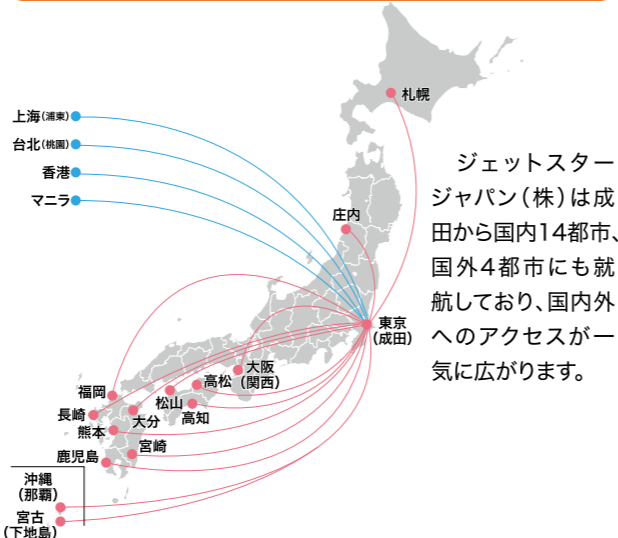 札幌
上海(浦東)
台北(桃園)
香港
マニラ
庄内
東京
(成田)
大阪
(関西)
高松
福岡
松山
長崎
大分
高知
熊本
宮崎
鹿児島
沖縄
(那覇)
宮古
(下地島)
ジェットスター
ジャパン(株)は成
田から国内14都市、
国外4都市にも就
航しており、国内外
へのアクセスが一
気に広がります。